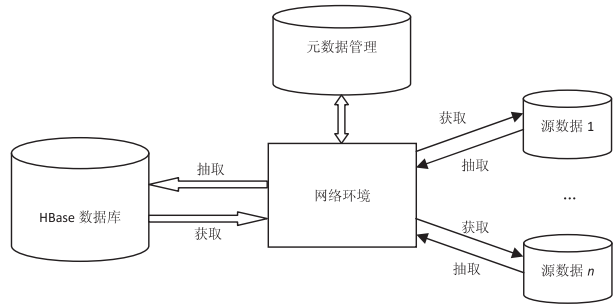 元数据管理
获取
源数据 1
抽取
抽取
HBase 数据库
网络环境
...
获取
获取
抽取
源数据 n